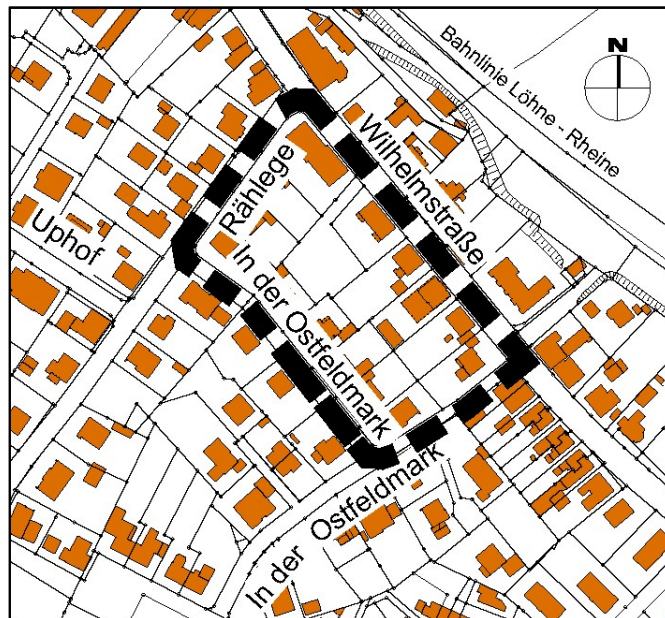 Bahnlinie Löhne - Rheine
N
Wilhelmstraße
Rählege
Uphof
In der Ostfeldmark
In der Ostfeldmark